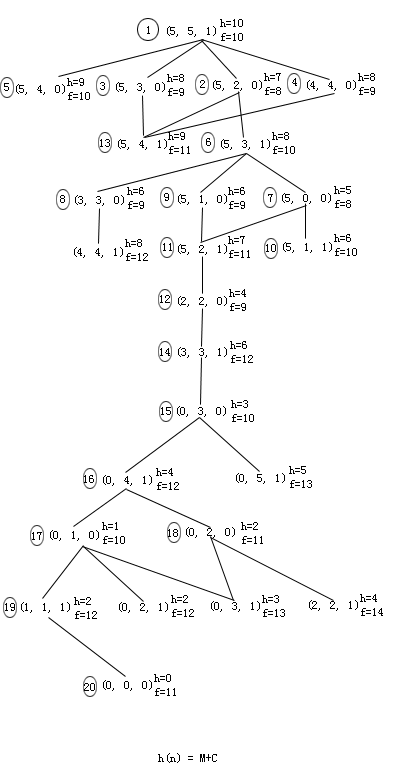 1 (5, 5, 1) h=10 f=10
5 (5, 4, 0) h=9 f=10 3 (5, 3, 0) h=8 f=9 2 (5, 2, 0) h=7 f=8 4 (4, 4, 0) h=8 f=9
13 (5, 4, 1) h=9 f=11 6 (5, 3, 1) h=8 f=10
8 (3, 3, 0) h=6 f=9 9 (5, 1, 0) h=6 f=9 7 (5, 0, 0) h=5 f=8
(4, 4, 1) h=8 f=12 11 (5, 2, 1) h=7 f=11 10 (5, 1, 1) h=6 f=10
12 (2, 2, 0) h=4 f=9
14 (3, 3, 1) h=6 f=12
15 (0, 3, 0) h=3 f=10
16 (0, 4, 1) h=4 f=12 (0, 5, 1) h=5 f=13
17 (0, 1, 0) h=1 f=10 18 (0, 2, 0) h=2 f=11
19 (1, 1, 1) h=2 f=12 (0, 2, 1) h=2 f=12 (0, 3, 1) h=3 f=13 (2, 2, 1) h=4 f=14
20 (0, 0, 0) h=0 f=11
h(n) = M+C